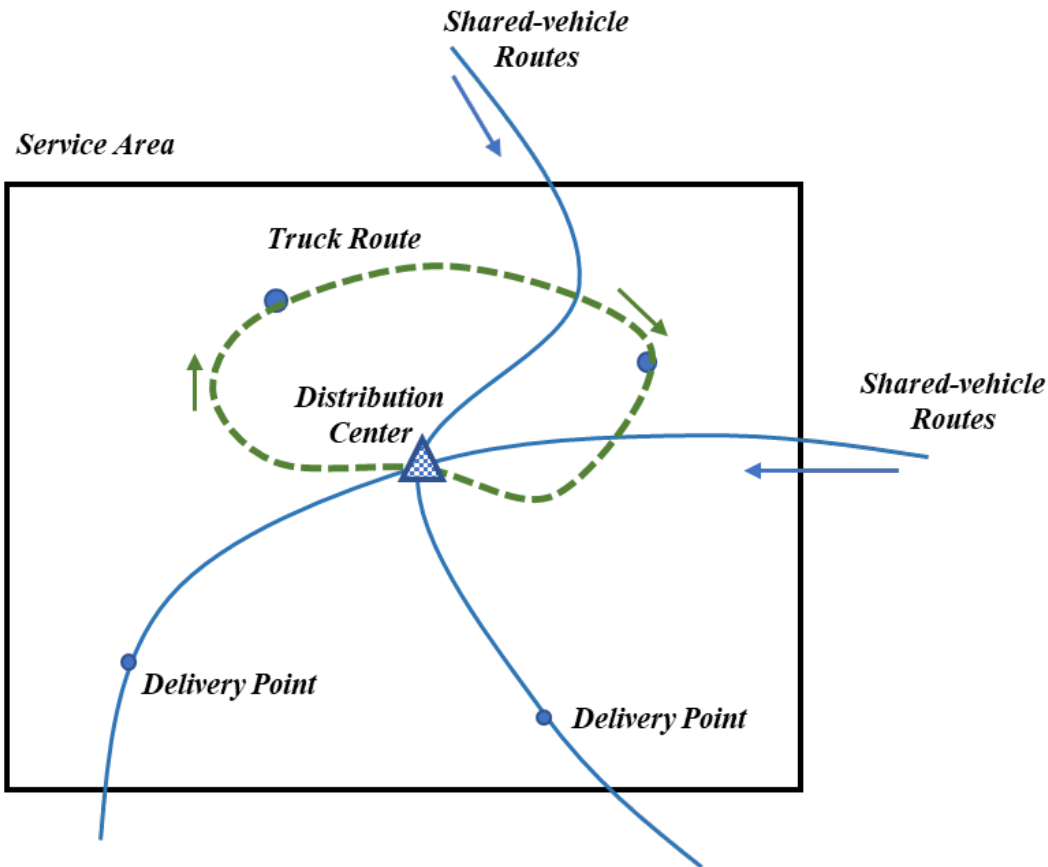 Shared-vehicle
Routes
Service Area
Truck Route
Distribution
Center
Shared-vehicle
Routes
Delivery Point
Delivery Point